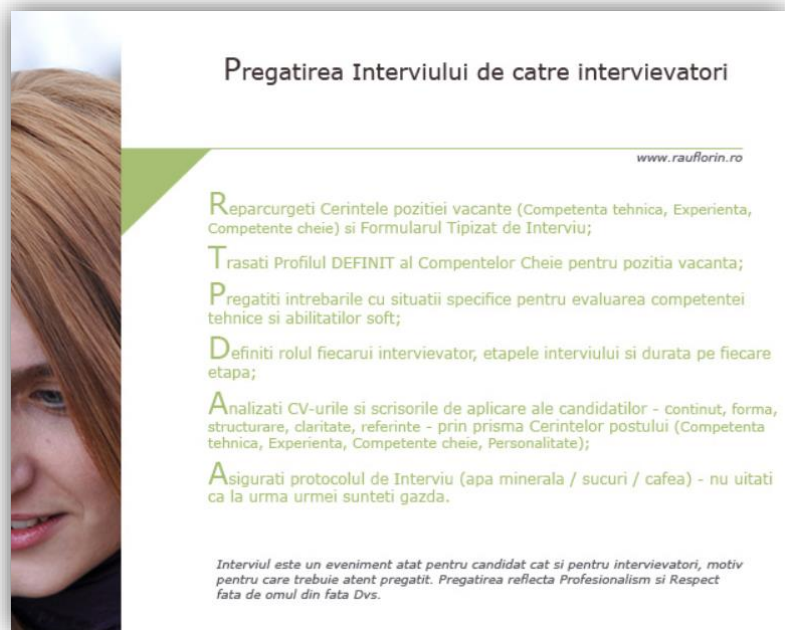 Pregatirea Interviului de catre intervievatori
www.rauflorin.ro
Reparcurgeti Cerintele pozitiei vacante (Competenta tehnica, Experienta,
Competente cheie) si Formularul Tipizat de Interviu;
Trasati Profilul DEFINIT al Compentelor Cheie pentru pozitia vacanta;
Pregatiti intrebarile cu situatii specifice pentru evaluarea competentei
tehnice si abilitatilor soft;
Definiti rolul fiecarui intervievator, etapele interviului si durata pe fiecare
etapa;
Analizati CV-urile si scrisorile de aplicare ale candidatilor - continut, forma,
structurare, claritate, referinte - prin prisma Cerintelor postului (Competenta
tehnica, Experienta, Competente cheie, Personalitate);
Asigurati protocolul de Interviu (apa minerala / sucuri / cafea) - nu uitati
ca la urma urmei sunteti gazda.
Interviul este un eveniment atat pentru candidat cat si pentru intervievatori, motiv
pentru care trebuie atent pregatit. Pregatirea reflecta Profesionalism si Respect
fata de omul din fata Dvs.